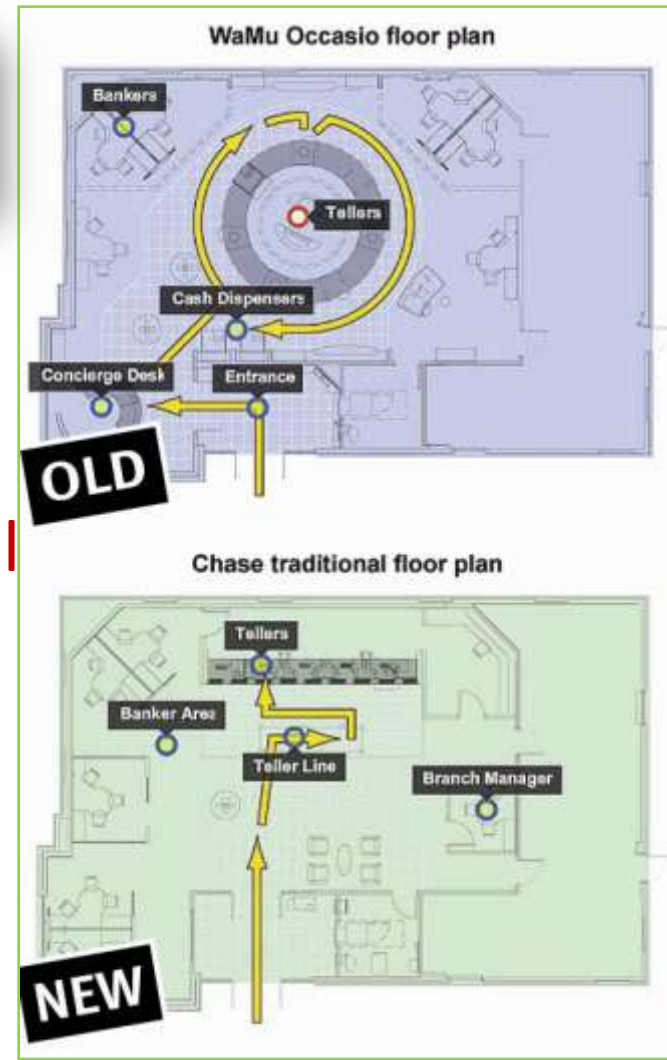 WaMu Occasio floor plan
Bankers
Tellers
Cash Dispensers
Concierge Desk
Entrance
OLD
Chase traditional floor plan
Tellers
Banker Area
Teller Line
Branch Manager
NEW